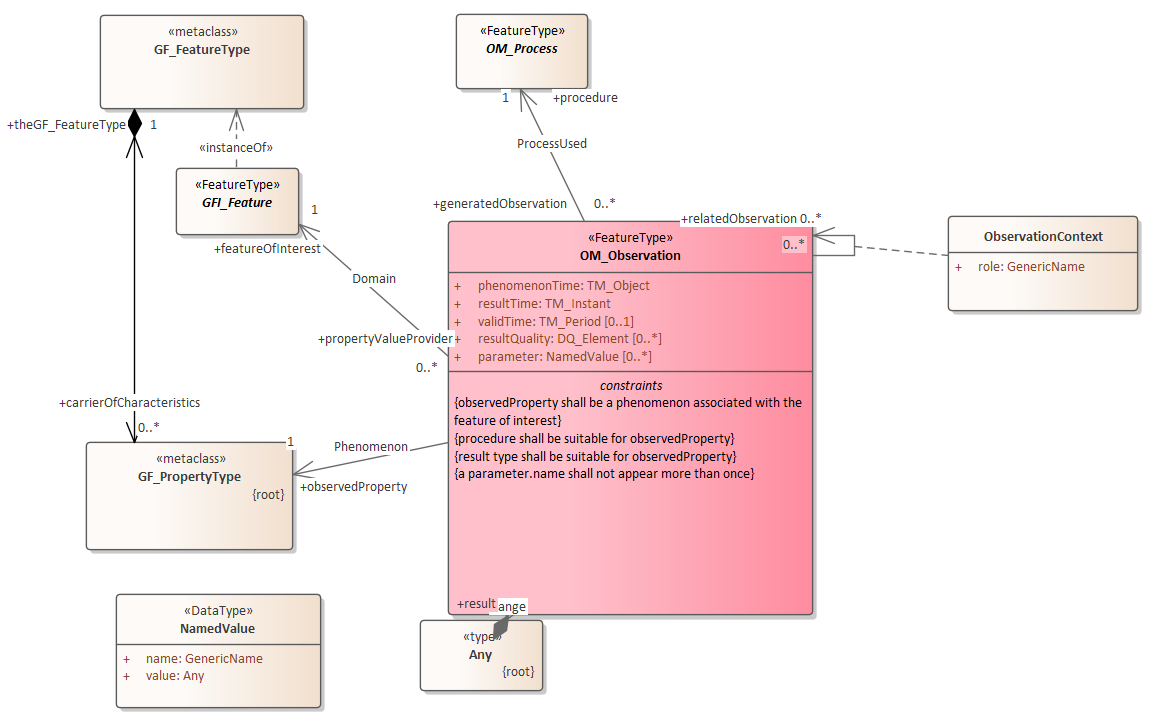 «metaclass»
GF_FeatureType
+theGF_FeatureType
1
«instanceOf»
«FeatureType»
GFI_Feature
1
+featureOfInterest
Domain
+propertyValueProvider
0..*
«FeatureType»
OM_Process
1
+procedure
ProcessUsed
+generatedObservation
0..*
+relatedObservation 0..*
0..*
«FeatureType»
OM_Observation
+ phenomenonTime: TM_Object
+ resultTime: TM_Instant
+ validTime: TM_Period [0..1]
+ resultQuality: DQ_Element [0..*]
+ parameter: NamedValue [0..*]
constraints
{observedProperty shall be a phenomenon associated with the
feature of interest}
{procedure shall be suitable for observedProperty}
{result type shall be suitable for observedProperty}
{a parameter.name shall not appear more than once}
ObservationContext
+ role: GenericName
+carrierOfCharacteristics
0..*
«metaclass»
GF_PropertyType
{root}
1
Phenomenon
+observedProperty
+result
ange
«type»
Any
{root}
«DataType»
NamedValue
+ name: GenericName
+ value: Any